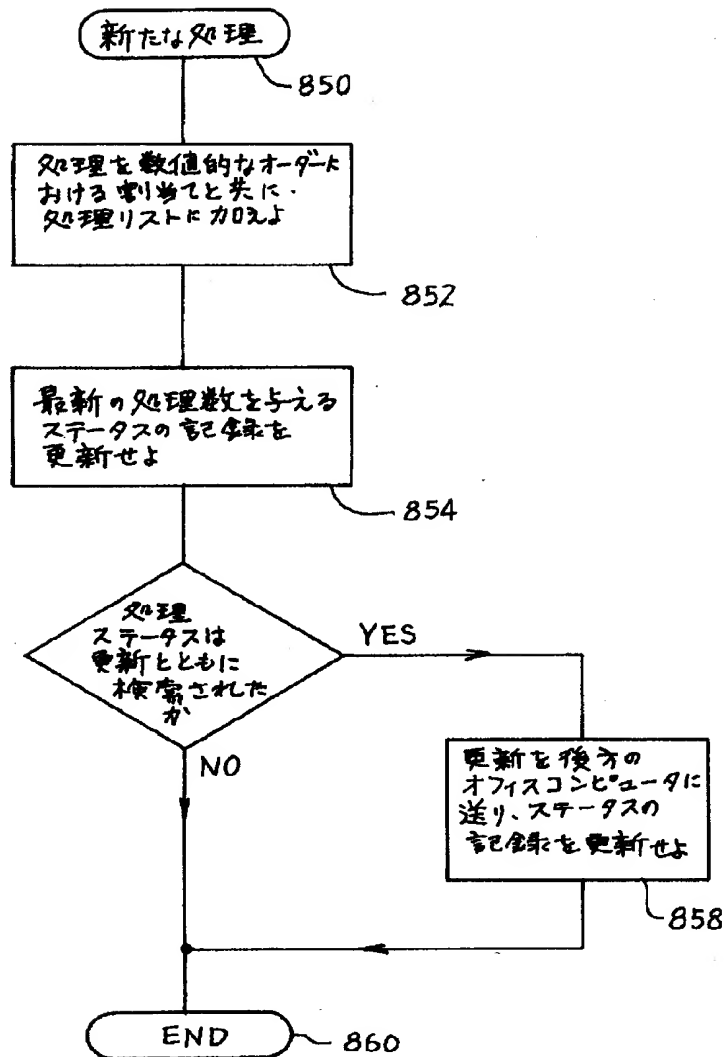 新たな処理
850
処理を数値的なオーダーに
おける割当てと共に、
処理リストに加えよ
852
最新の処理数を与える
ステータスの記録を
更新せよ
854
処理
ステータスは
更新とともに
検索された
か
YES
NO
更新を後方の
オフィスコンピュータに
送り、ステータスの
記録を更新せよ
858
END
860